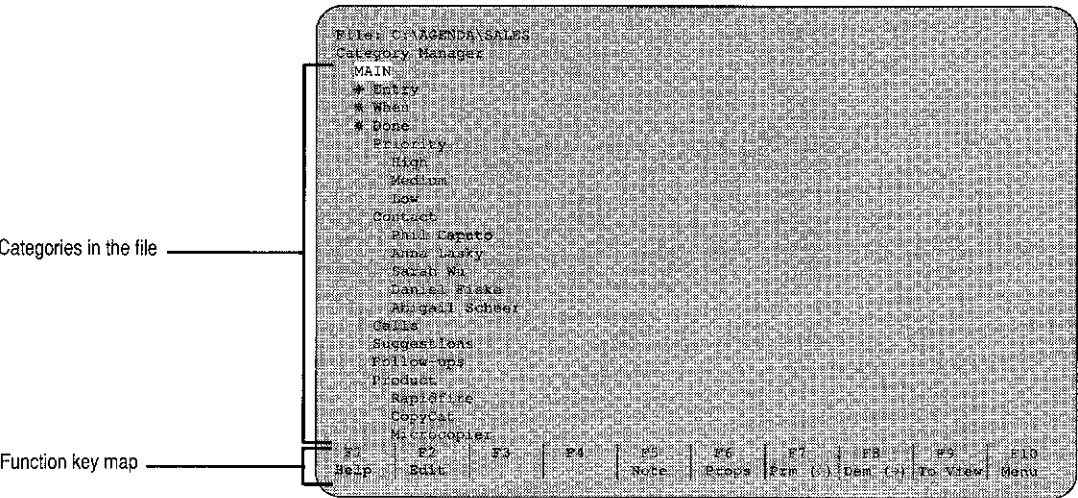 File: C:\AGENDA\SALES
Category Manager
MAIN
* Entry
* When
* Done
Priority
High
Medium
Low
Contact
Phil Caputo
Anna Lasky
Sarah Wu
Daniel Fiske
Abigail Scheer
Calls
Suggestions
Follow-ups
Product
Rapidfire
CopyCat
Microcopier
Categories in the file
Function key map
F1 F2 F3 F4 F5 F6 F7 F8 F9 F10
Help Edit Note Props Prm (←) Dem (→) To View Menu